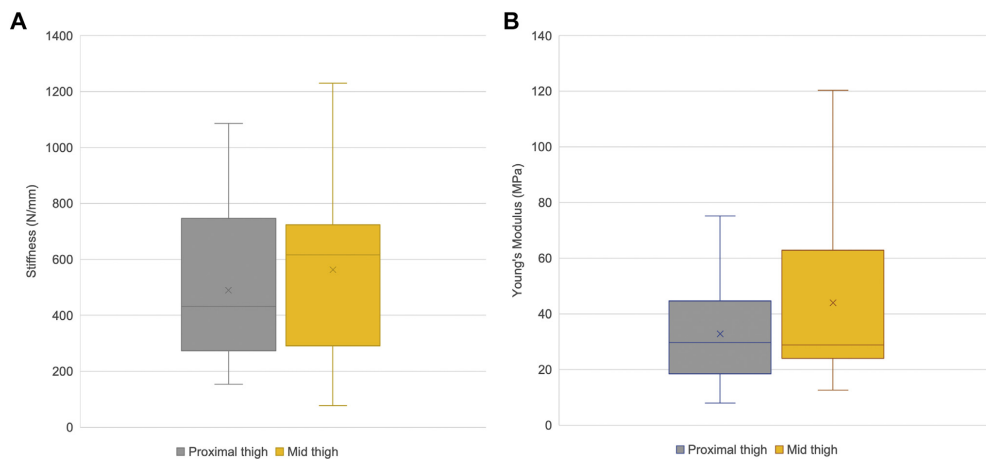 A
Stiffness (N/mm)
1400
1200
1000
800
600
400
200
0
Proximal thigh Mid thigh
B
Young's Modulus (MPa)
140
120
100
80
60
40
20
0
Proximal thigh Mid thigh